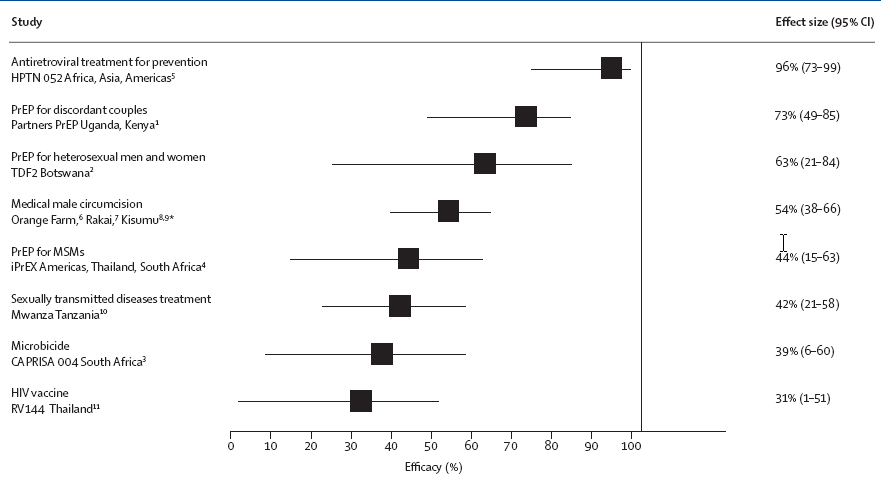 Study Effect size (95% CI)
Antiretroviral treatment for prevention
HPTN 052 Africa, Asia, Americas⁵ 96% (73–99)
PrEP for discordant couples
Partners PrEP Uganda, Kenya¹ 73% (49–85)
PrEP for heterosexual men and women
TDF2 Botswana² 63% (21–84)
Medical male circumcision
Orange Farm,⁶ Rakai,⁷ Kisumu⁸,⁹* 54% (38–66)
PrEP for MSMs
iPrEX Americas, Thailand, South Africa⁴ 44% (15–63)
Sexually transmitted diseases treatment
Mwanza Tanzania¹⁰ 42% (21–58)
Microbicide
CAPRISA 004 South Africa³ 39% (6–60)
HIV vaccine
RV144 Thailand¹¹ 31% (1–51)
0 10 20 30 40 50 60 70 80 90 100
Efficacy (%)